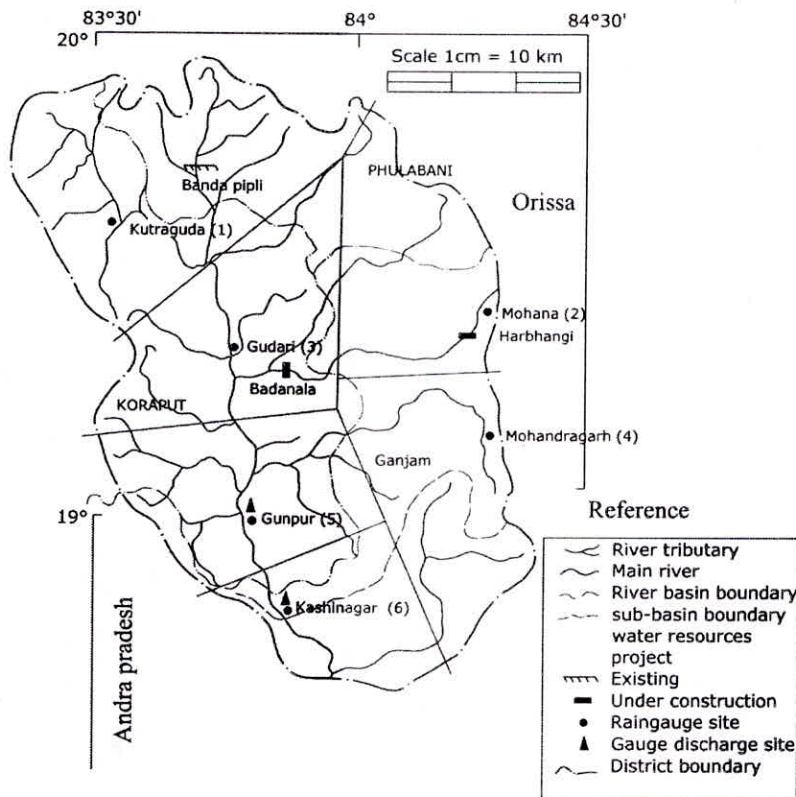 83°30'
84°
84°30'
20°
Scale 1cm = 10 km
PHULABANI
Orissa
Banda pipli
Kutraguda (1)
Mohana (2)
Harbhangi
Gudari (3)
Badanala
KORAPUT
Mohandragarh (4)
Ganjam
19°
Gunpur (5)
Kashinagar (6)
Andra pradesh
Reference
River tributary
Main river
River basin boundary
sub-basin boundary
water resources
project
Existing
Under construction
Raingauge site
Gauge discharge site
District boundary